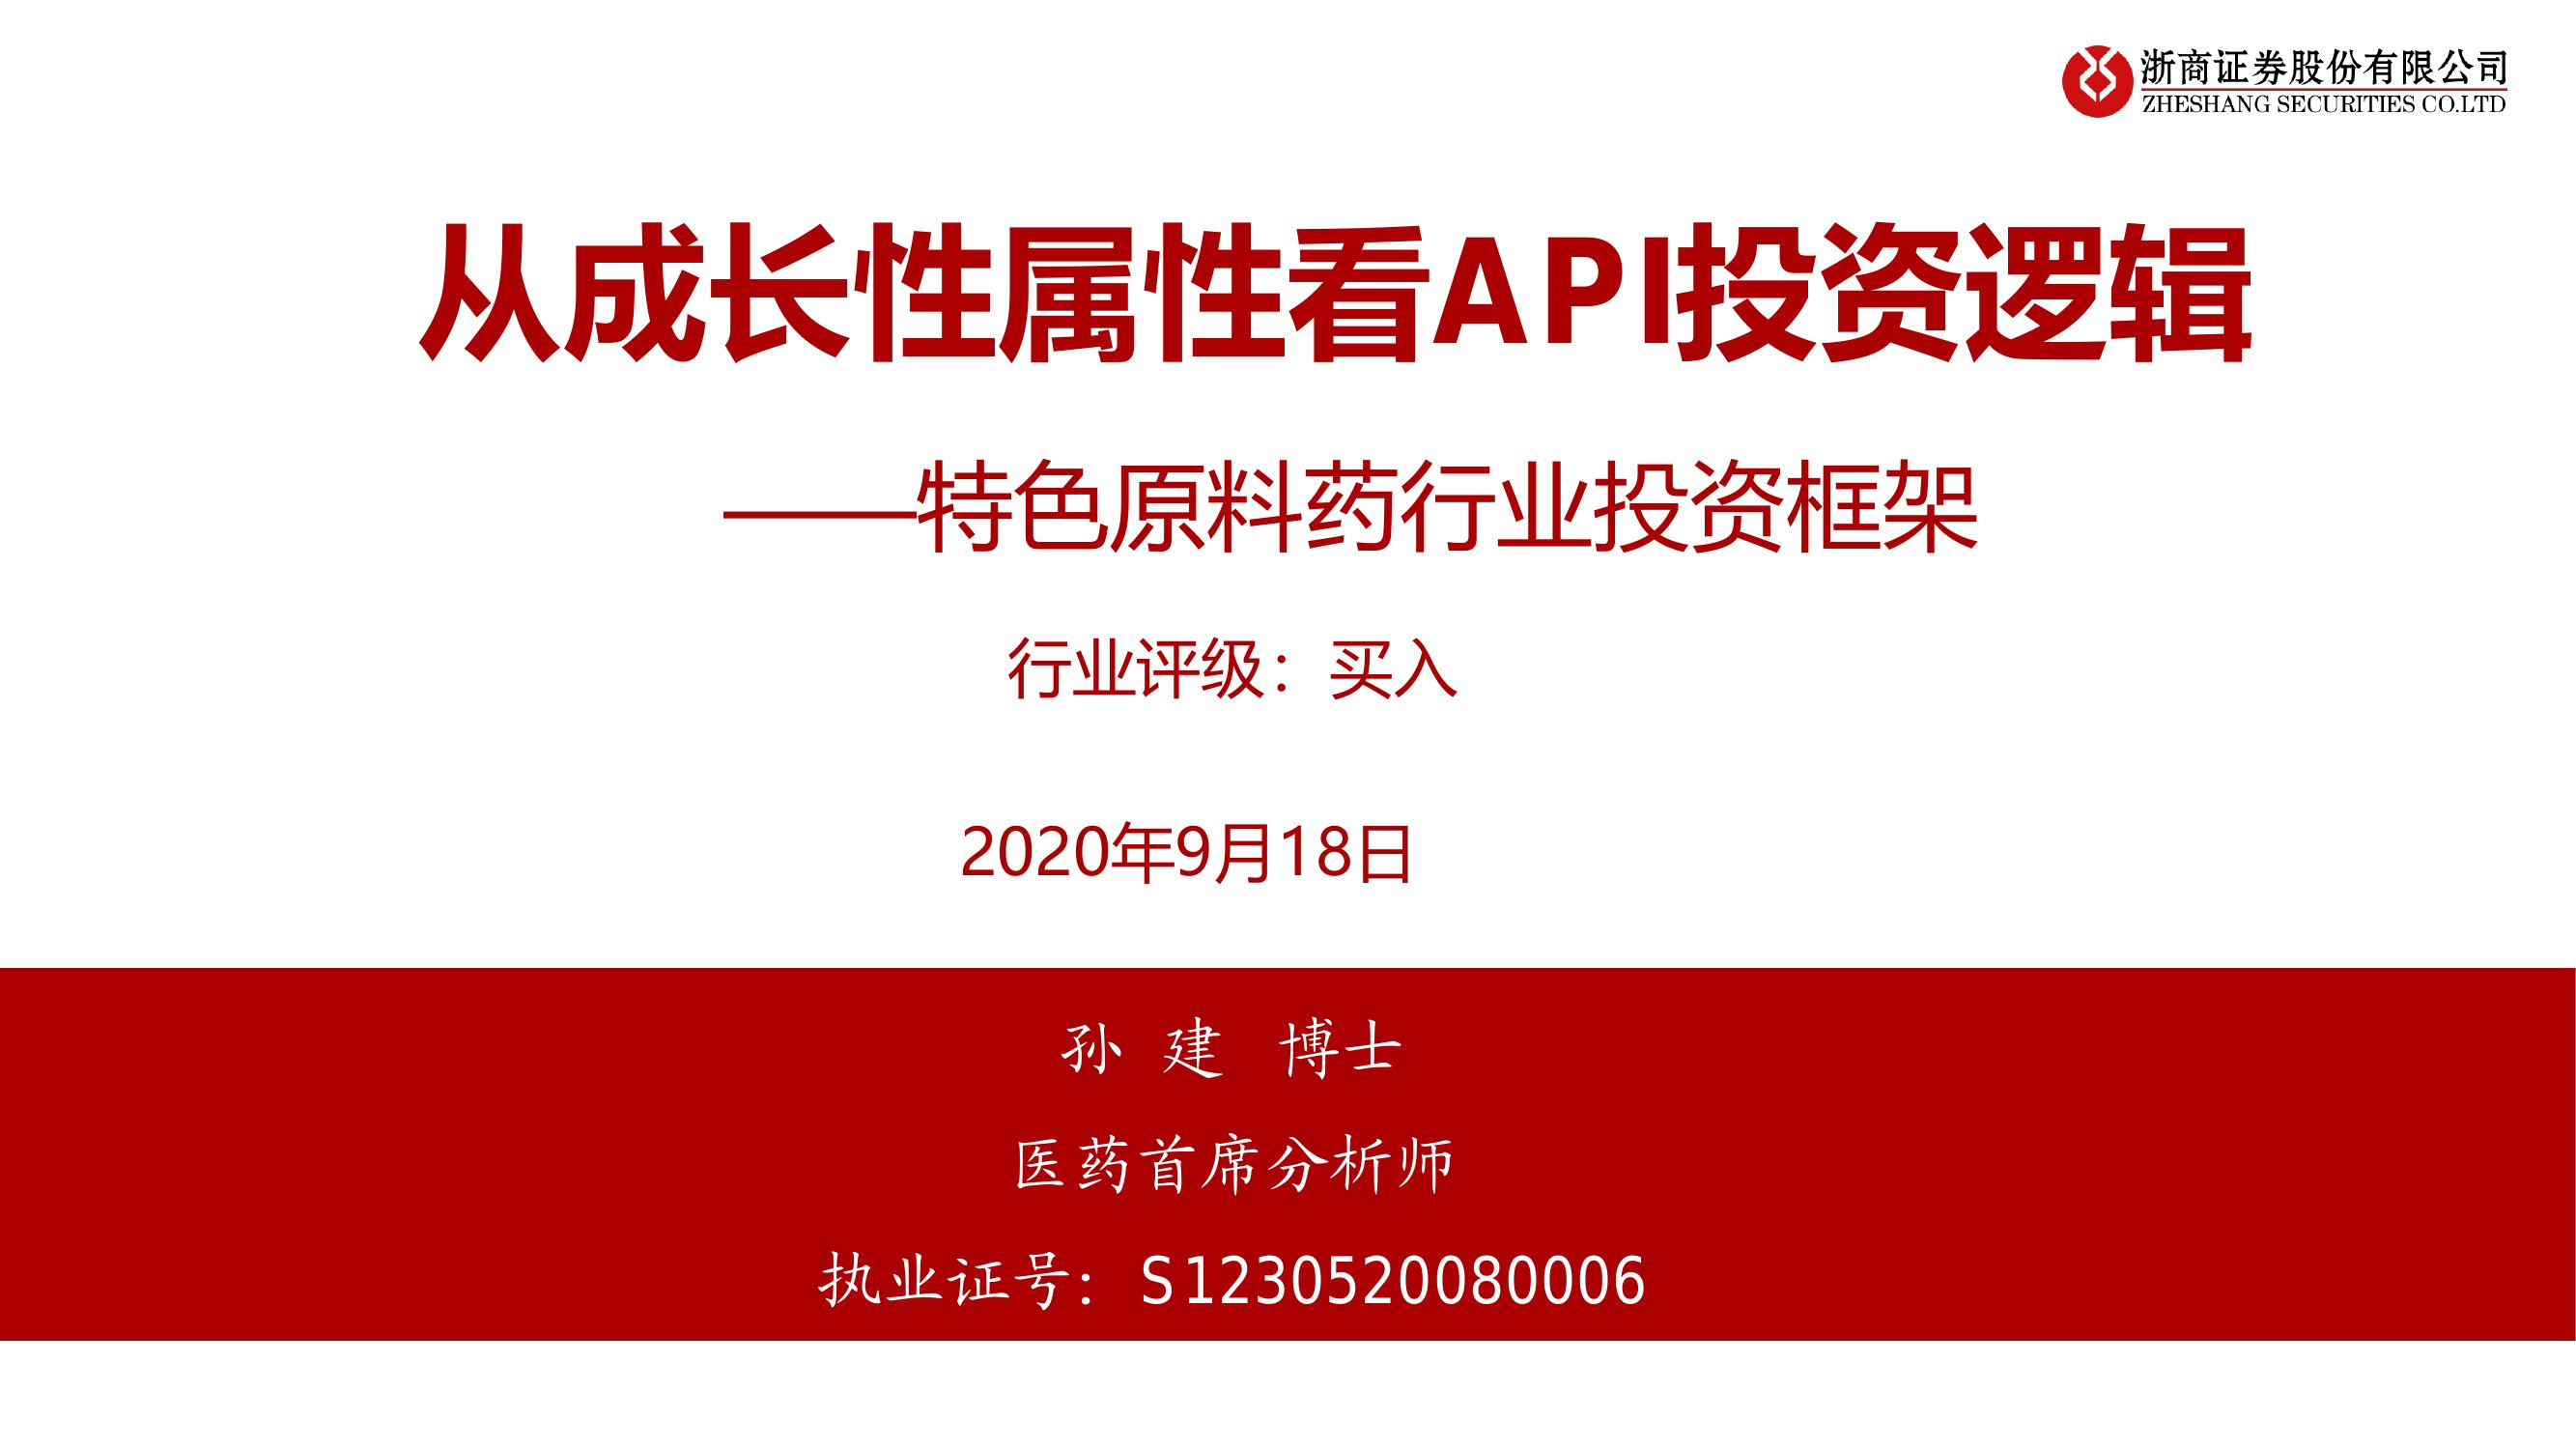 浙商证券股份有限公司
ZHESHANG SECURITIES CO.LTD
从成长性属性看API投资逻辑
——特色原料药行业投资框架
行业评级：买入
2020年9月18日
孙 建 博士
医药首席分析师
执业证号：S1230520080006